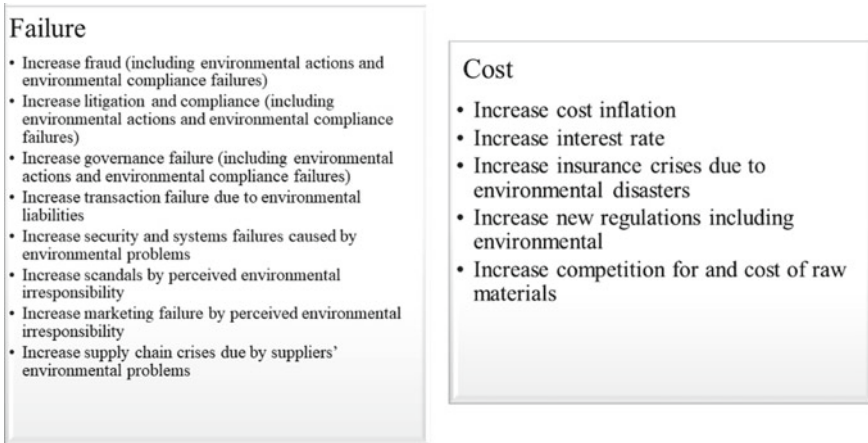 Failure
• Increase fraud (including environmental actions and
environmental compliance failures)
• Increase litigation and compliance (including
environmental actions and environmental compliance
failures)
• Increase governance failure (including environmental
actions and environmental compliance failures)
• Increase transaction failure due to environmental
liabilities
• Increase security and systems failures caused by
environmental problems
• Increase scandals by perceived environmental
irresponsibility
• Increase marketing failure by perceived environmental
irresponsibility
• Increase supply chain crises due by suppliers’
environmental problems
Cost
• Increase cost inflation
• Increase interest rate
• Increase insurance crises due to
environmental disasters
• Increase new regulations including
environmental
• Increase competition for and cost of raw
materials